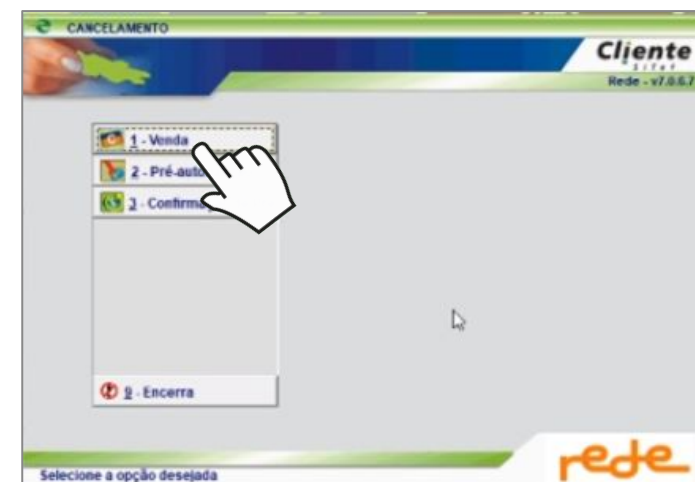 CANCELAMENTO
Cliente
SiTef
Rede - v7.0.6.7
1 - Venda
2 - Pré-auto
3 - Confirma
9 - Encerra
rede
Selecione a opção desejada